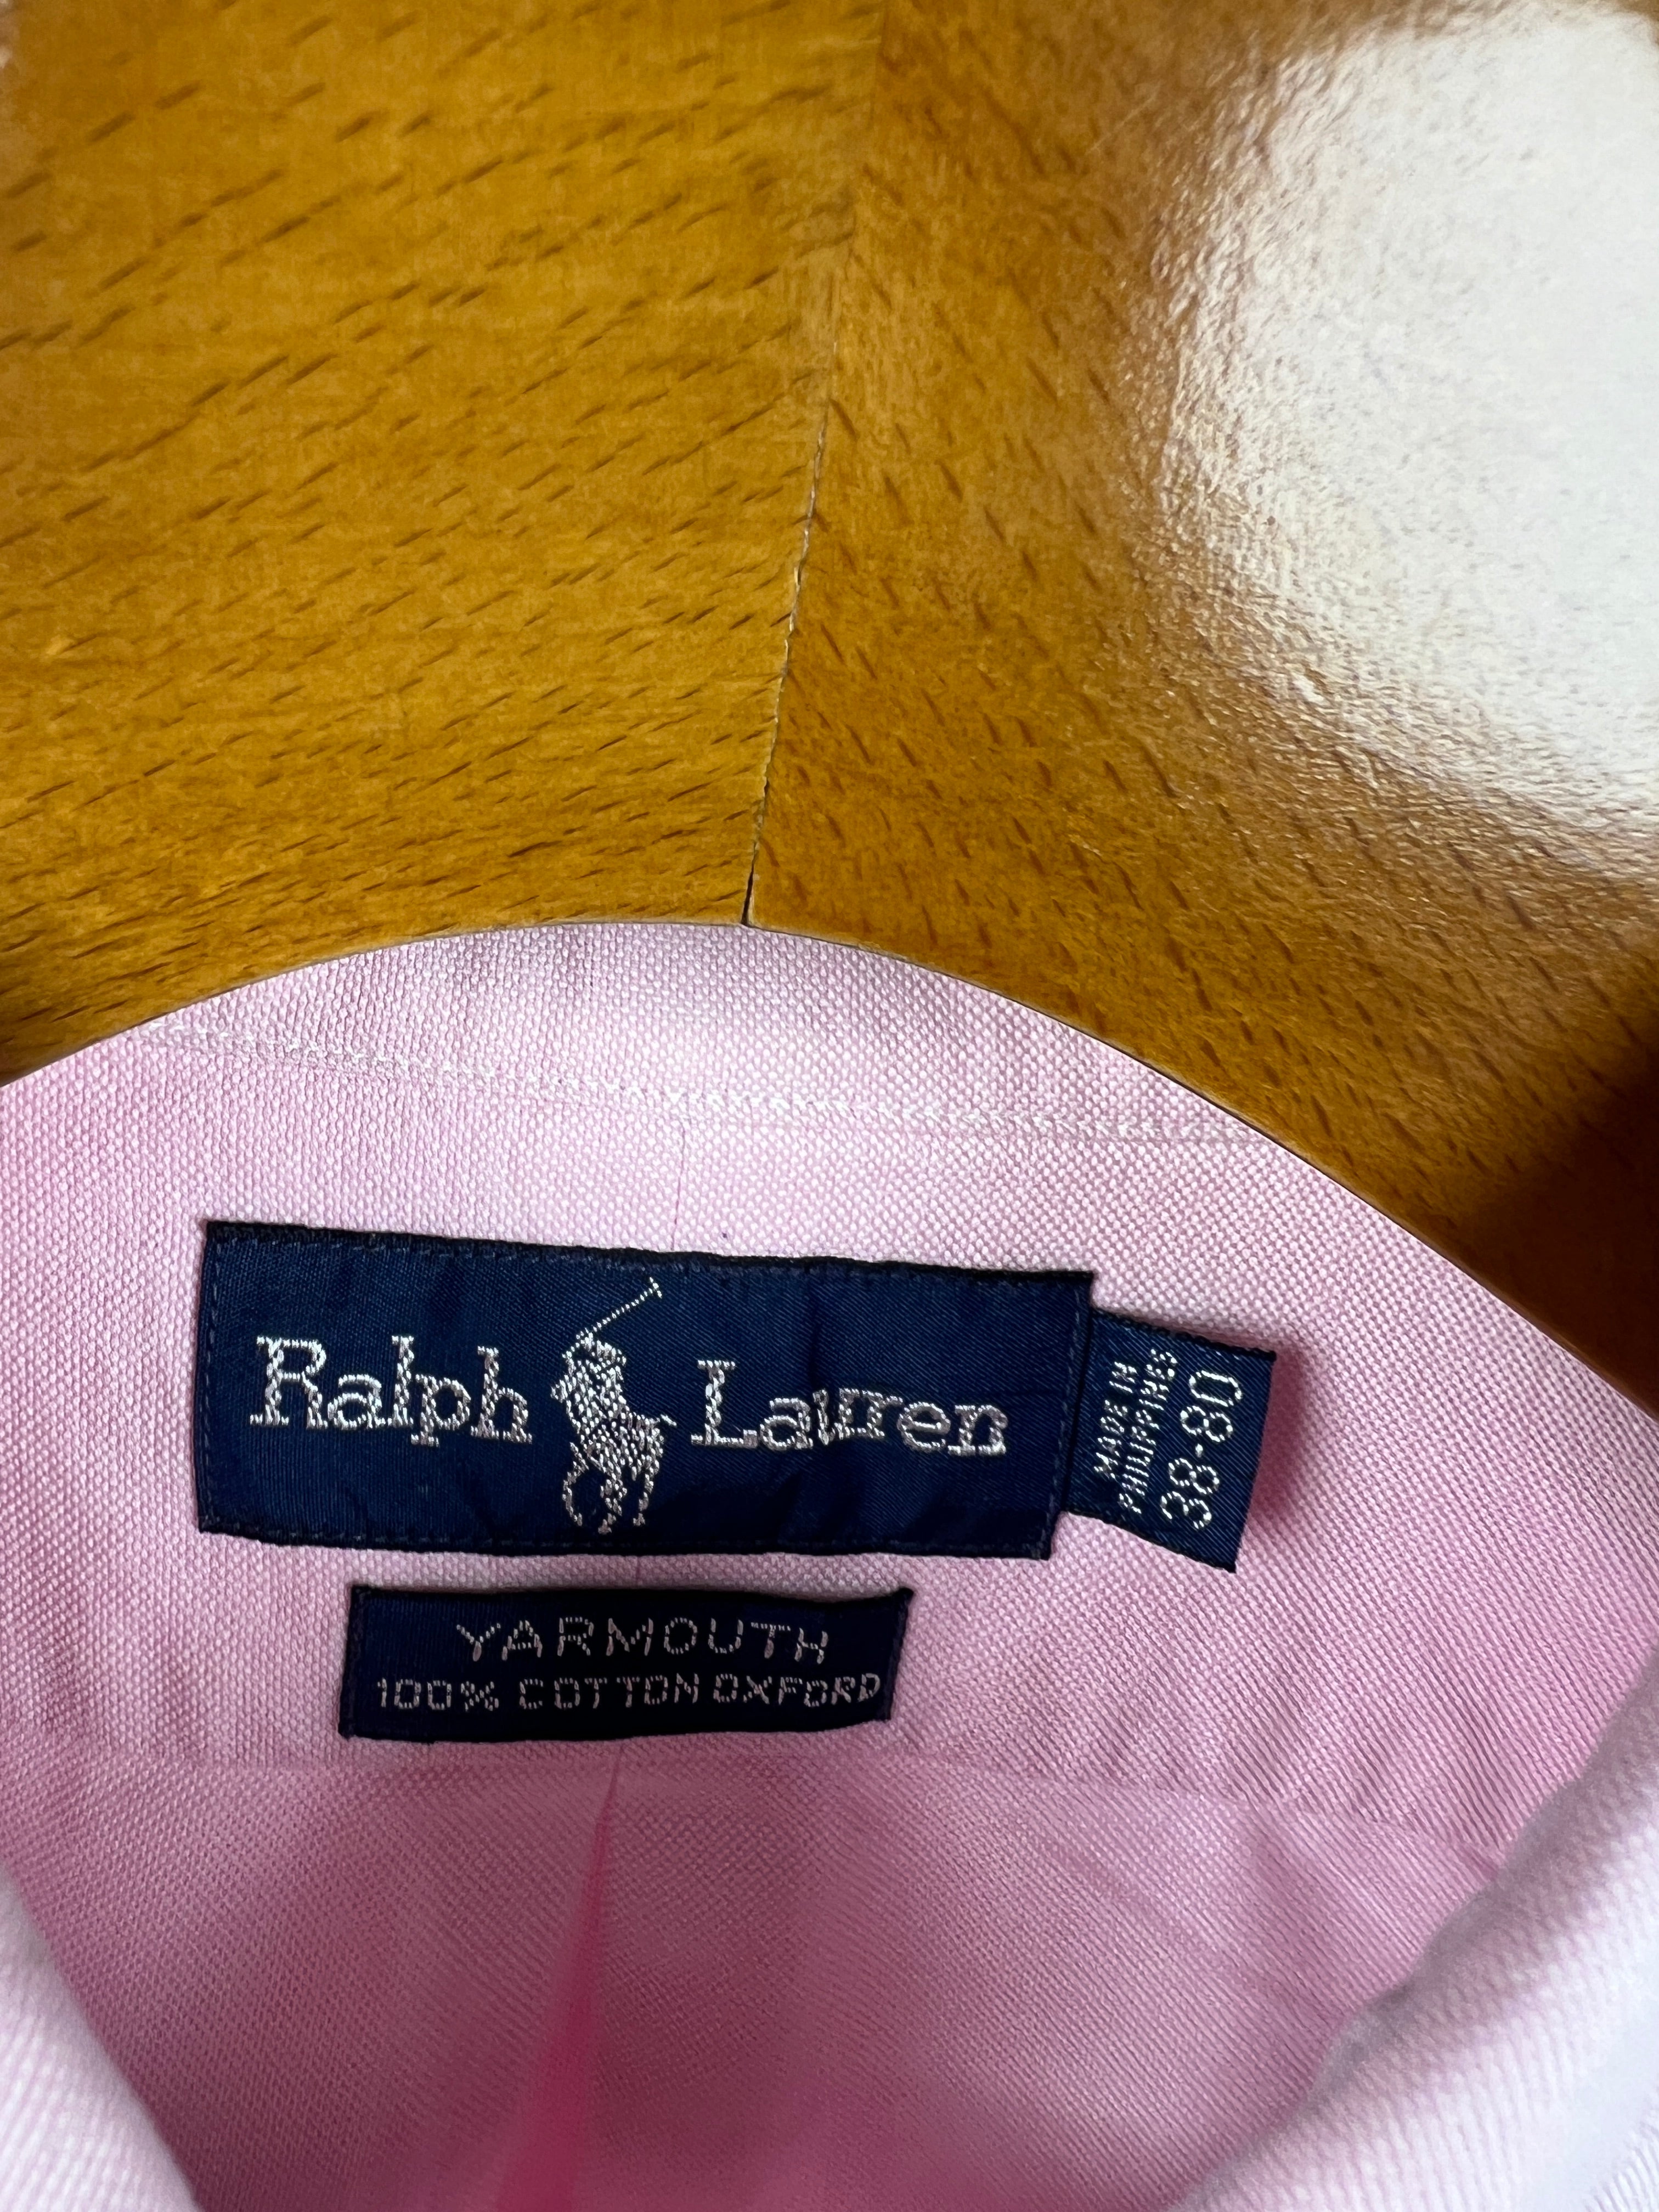 Ralph Lauren
MADE IN
PHILIPPINES
38-80
YARMOUTH
100% COTTON OXFORD